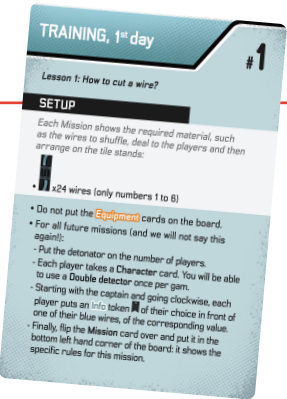 TRAINING, 1st day
#1
Lesson 1: How to cut a wire?
SETUP
Each Mission shows the required material, such
as the wires to shuffle, deal to the players and then
arrange on the tile stands:
• x24 wires (only numbers 1 to 6)
• Do not put the Equipment cards on the board.
• For all future missions (and we will not say this
again!):
- Put the detonator on the number of players.
- Each player takes a Character card. You will be able
to use a Double detector once per gam.
- Starting with the captain and going clockwise, each
player puts an Info token of their choice in front of
one of their blue wires, of the corresponding value.
• Finally, flip the Mission card over and put it in the
bottom left hand corner of the board: it shows the
specific rules for this mission.